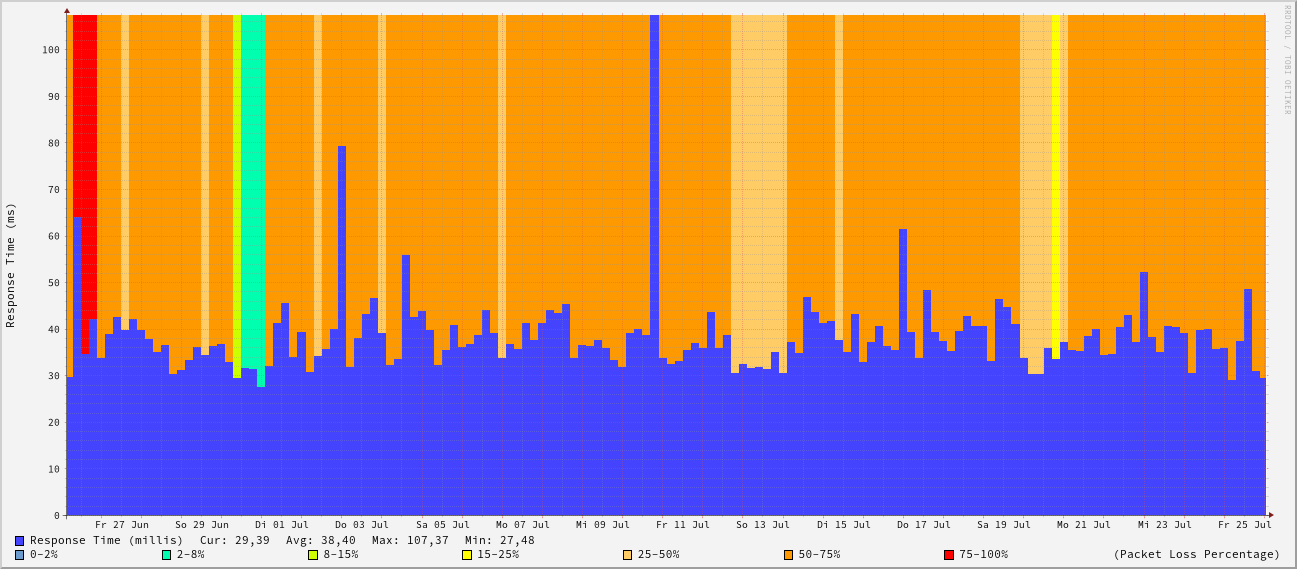 RRDTOOL / TOBI OETIKER
Response Time (ms)
100
90
80
70
60
50
40
30
20
10
0
Fr 27 Jun So 29 Jun Di 01 Jul Do 03 Jul Sa 05 Jul Mo 07 Jul Mi 09 Jul Fr 11 Jul So 13 Jul Di 15 Jul Do 17 Jul Sa 19 Jul Mo 21 Jul Mi 23 Jul Fr 25 Jul
Response Time (millis) Cur: 29,39 Avg: 38,40 Max: 107,37 Min: 27,48
0-2% 2-8% 8-15% 15-25% 25-50% 50-75% 75-100% (Packet Loss Percentage)